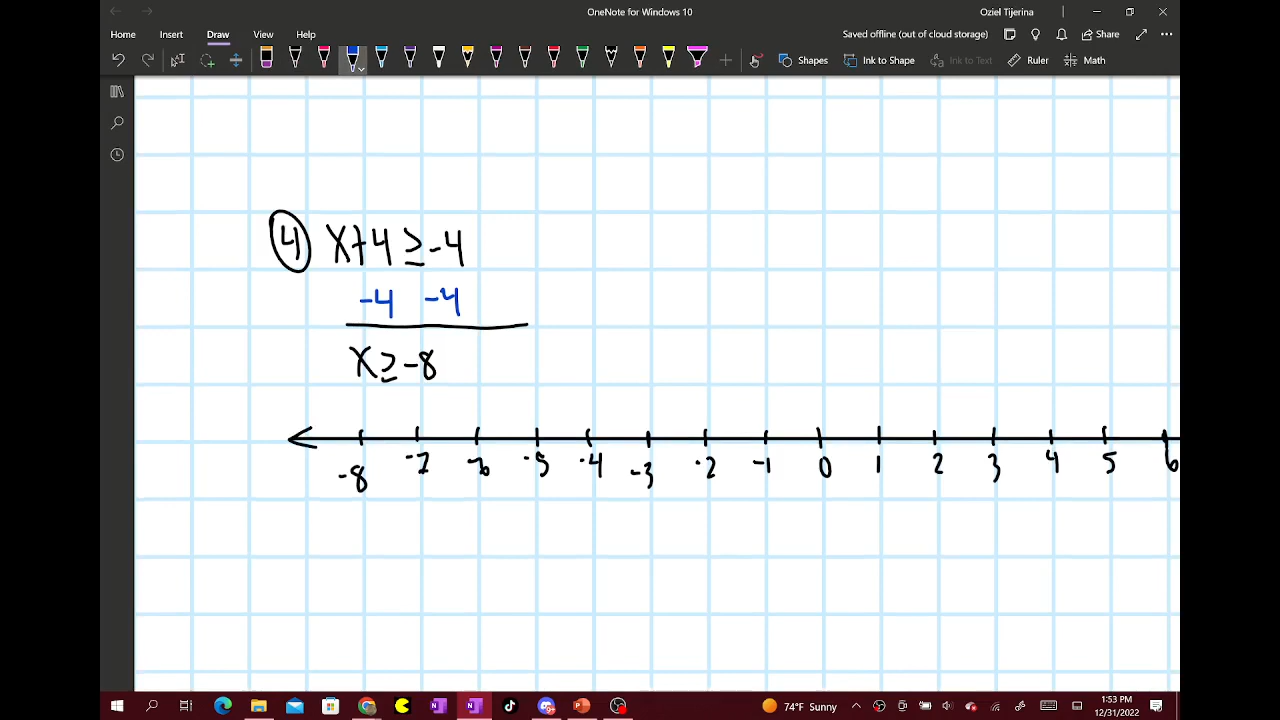 OneNote for Windows 10
Oziel Tijerina
Home Insert Draw View Help
Saved offline (out of cloud storage)
Share
Shapes
Ink to Shape
Ink to Text
Ruler
Math
4 x+4 ≥ -4
-4 -4
x ≥ -8
-8 -7 -6 -5 -4 -3 -2 -1 0 1 2 3 4 5 6
74°F Sunny
1:53 PM
12/31/2022